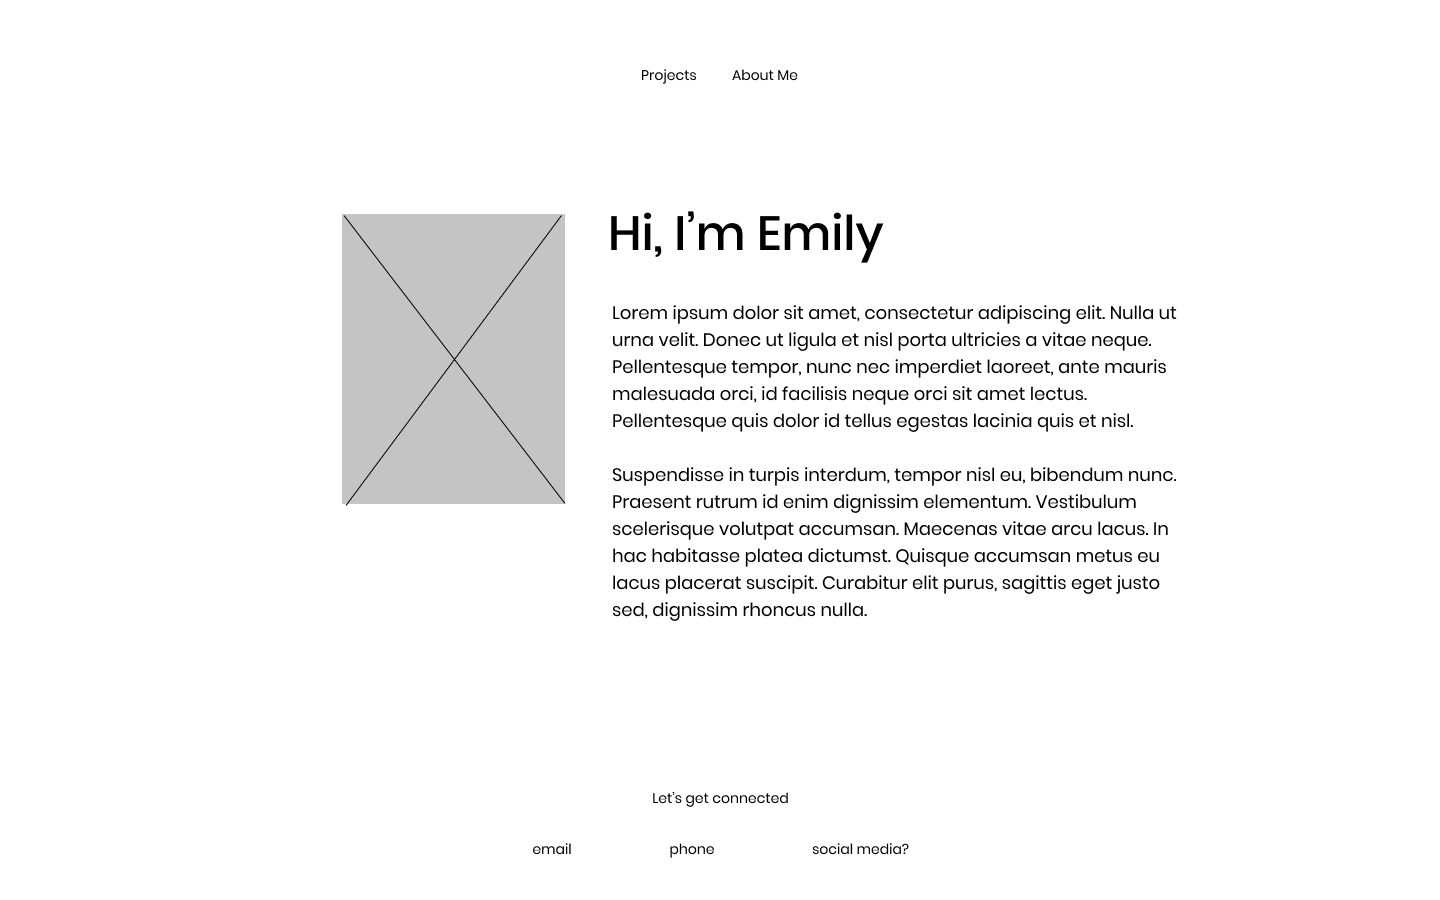 Projects About Me
Hi, I’m Emily
Lorem ipsum dolor sit amet, consectetur adipiscing elit. Nulla ut
urna velit. Donec ut ligula et nisl porta ultricies a vitae neque.
Pellentesque tempor, nunc nec imperdiet laoreet, ante mauris
malesuada orci, id facilisis neque orci sit amet lectus.
Pellentesque quis dolor id tellus egestas lacinia quis et nisl.
Suspendisse in turpis interdum, tempor nisl eu, bibendum nunc.
Praesent rutrum id enim dignissim elementum. Vestibulum
scelerisque volutpat accumsan. Maecenas vitae arcu lacus. In
hac habitasse platea dictumst. Quisque accumsan metus eu
lacus placerat suscipit. Curabitur elit purus, sagittis eget justo
sed, dignissim rhoncus nulla.
Let’s get connected
email phone social media?